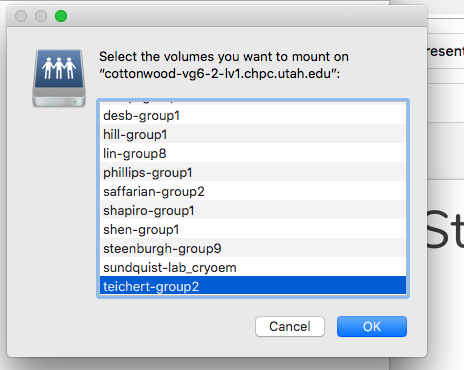 Select the volumes you want to mount on
“cottonwood-vg6-2-lv1.chpc.utah.edu”:
desb-group1
hill-group1
lin-group8
phillips-group1
saffarian-group2
shapiro-group1
shen-group1
steenburgh-group9
sundquist-lab_cryoem
teichert-group2
Cancel
OK
resent
St